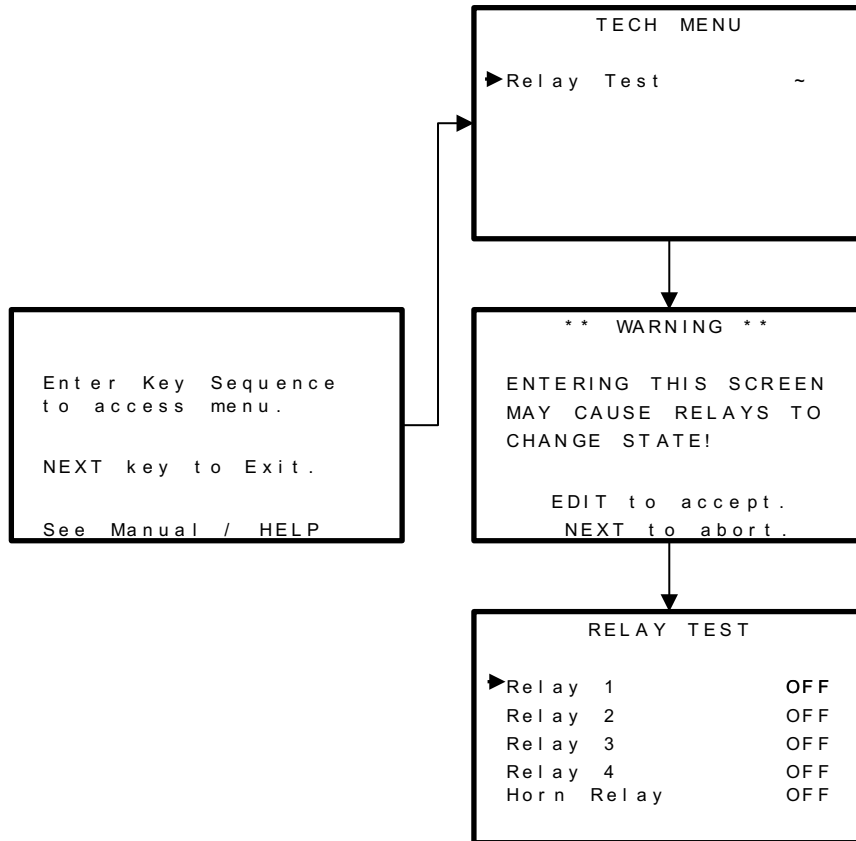 TECH MENU
Relay Test ~
Enter Key Sequence
to access menu.
NEXT key to Exit.
See Manual / HELP
** WARNING **
ENTERING THIS SCREEN
MAY CAUSE RELAYS TO
CHANGE STATE!
EDIT to accept.
NEXT to abort.
RELAY TEST
Relay 1 OFF
Relay 2 OFF
Relay 3 OFF
Relay 4 OFF
Horn Relay OFF